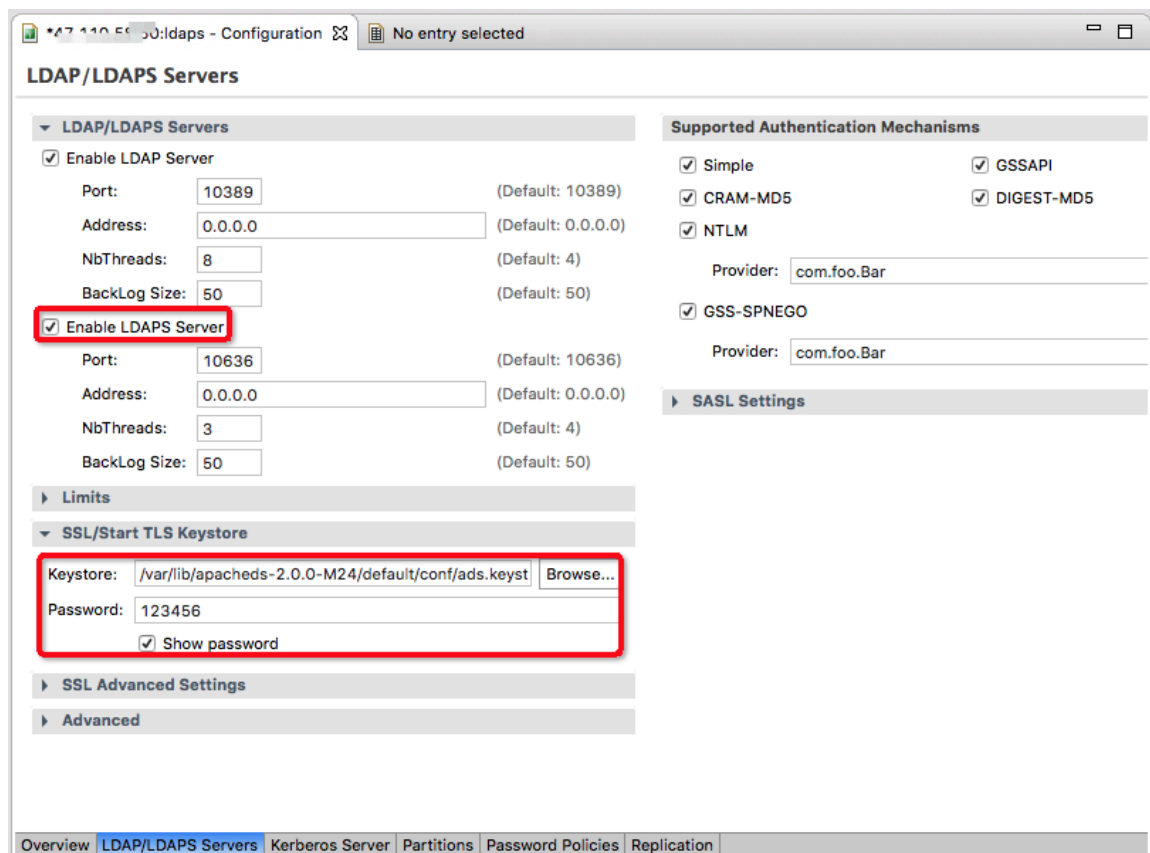 :ldaps - Configuration
No entry selected
LDAP/LDAPS Servers
LDAP/LDAPS Servers
Enable LDAP Server
Port: 10389 (Default: 10389)
Address: 0.0.0.0 (Default: 0.0.0.0)
NbThreads: 8 (Default: 4)
BackLog Size: 50 (Default: 50)
Enable LDAPS Server
Port: 10636 (Default: 10636)
Address: 0.0.0.0 (Default: 0.0.0.0)
NbThreads: 3 (Default: 4)
BackLog Size: 50 (Default: 50)
Limits
SSL/Start TLS Keystore
Keystore: /var/lib/apacheds-2.0.0-M24/default/conf/ads.keyst Browse...
Password: 123456
Show password
SSL Advanced Settings
Advanced
Supported Authentication Mechanisms
Simple GSSAPI
CRAM-MD5 DIGEST-MD5
NTLM
Provider: com.foo.Bar
GSS-SPNEGO
Provider: com.foo.Bar
SASL Settings
Overview LDAP/LDAPS Servers Kerberos Server Partitions Password Policies Replication